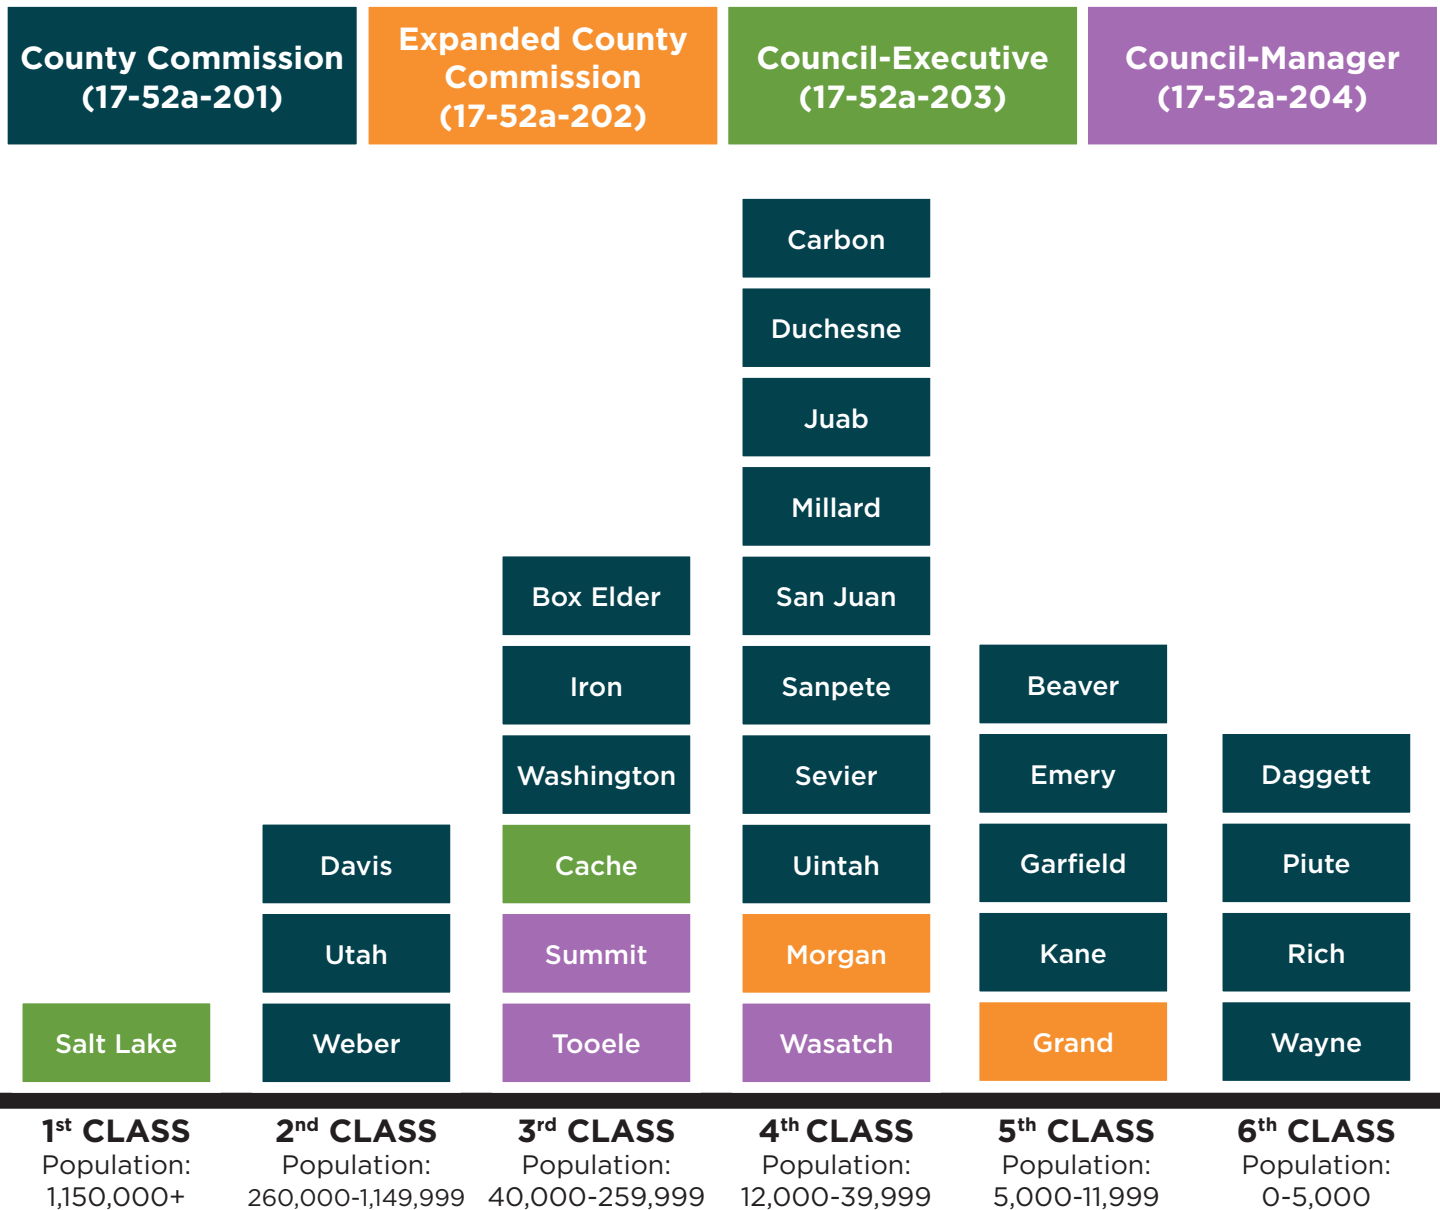 County Commission
(17-52a-201)
Expanded County
Commission
(17-52a-202)
Council-Executive
(17-52a-203)
Council-Manager
(17-52a-204)
Salt Lake
1st CLASS
Population:
1,150,000+
Davis
Utah
Weber
2nd CLASS
Population:
260,000-1,149,999
Box Elder
Iron
Washington
Cache
Summit
Tooele
3rd CLASS
Population:
40,000-259,999
Carbon
Duchesne
Juab
Millard
San Juan
Sanpete
Sevier
Uintah
Morgan
Wasatch
4th CLASS
Population:
12,000-39,999
Beaver
Emery
Garfield
Kane
Grand
5th CLASS
Population:
5,000-11,999
Daggett
Piute
Rich
Wayne
6th CLASS
Population:
0-5,000